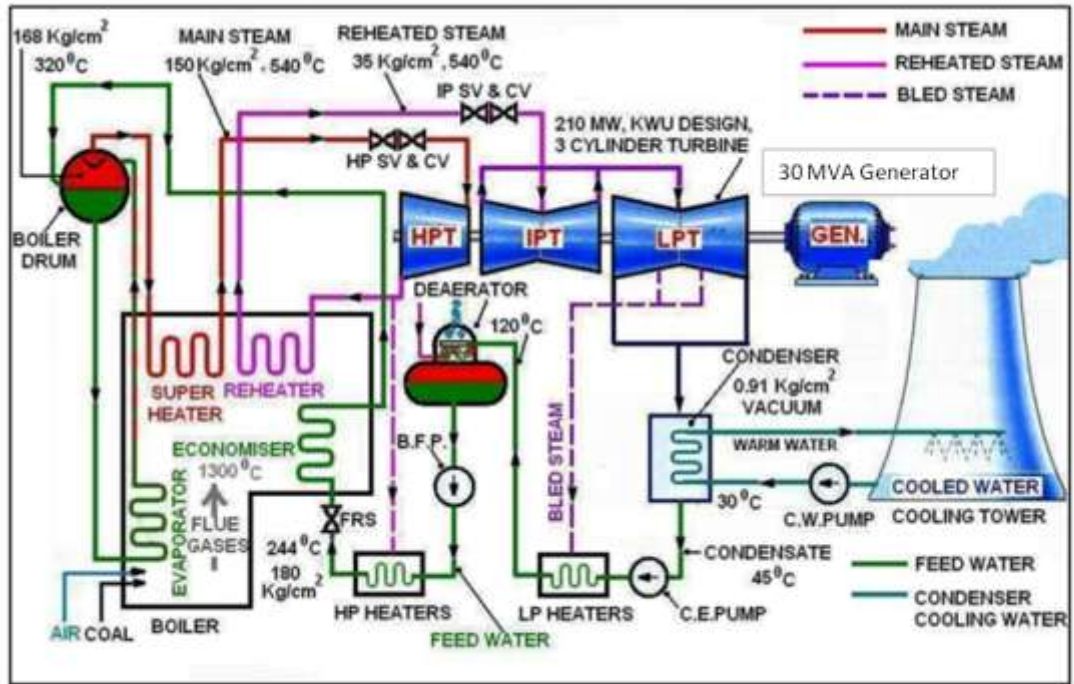 168 Kg/cm²
320⁰C
MAIN STEAM
150 Kg/cm², 540⁰C
REHEATED STEAM
35 Kg/cm², 540⁰C
IP SV & CV
HP SV & CV
MAIN STEAM
REHEATED STEAM
BLED STEAM
210 MW, KWU DESIGN,
3 CYLINDER TURBINE
30 MVA Generator
BOILER
DRUM
HPT
IPT
LPT
GEN.
DEAERATOR
120⁰C
SUPER
HEATER
REHEATER
CONDENSER
0.91 Kg/cm²
VACUUM
WARM WATER
ECONOMISER
1300⁰C
FLUE
GASES
EVAPORATOR
B.F.P.
BLED STEAM
30⁰C
C.W.PUMP
COOLED WATER
COOLING TOWER
FRS
244⁰C
180
Kg/cm²
CONDENSATE
45⁰C
FEED WATER
CONDENSER
COOLING WATER
HP HEATERS
LP HEATERS
C.E.PUMP
AIR
COAL
BOILER
FEED WATER